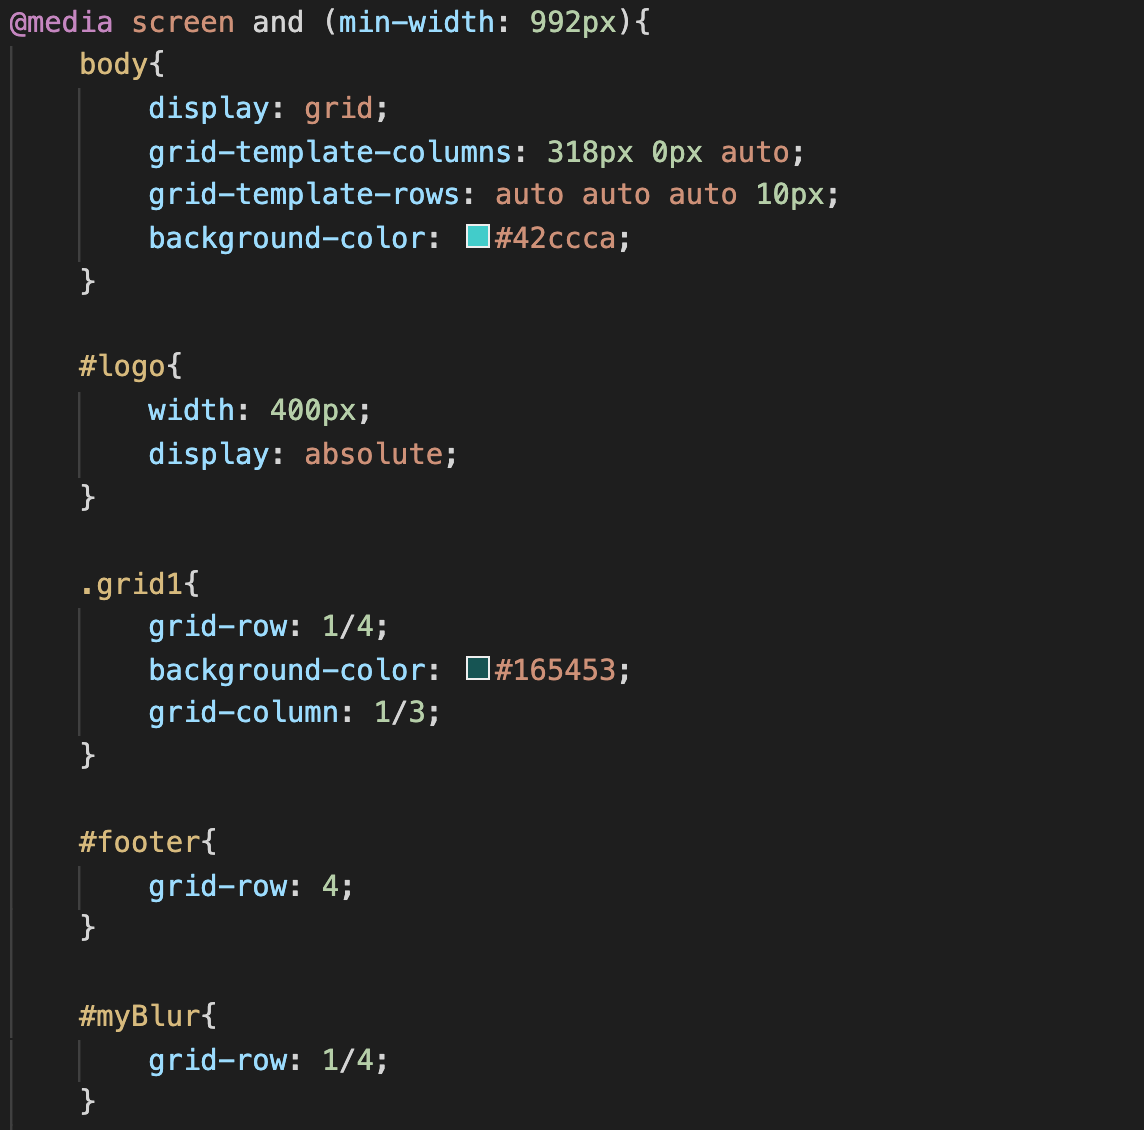 @media screen and (min-width: 992px){
    body{
        display: grid;
        grid-template-columns: 318px 0px auto;
        grid-template-rows: auto auto auto 10px;
        background-color: #42ccca;
    }

    #logo{
        width: 400px;
        display: absolute;
    }

    .grid1{
        grid-row: 1/4;
        background-color: #165453;
        grid-column: 1/3;
    }

    #footer{
        grid-row: 4;
    }

    #myBlur{
        grid-row: 1/4;
    }